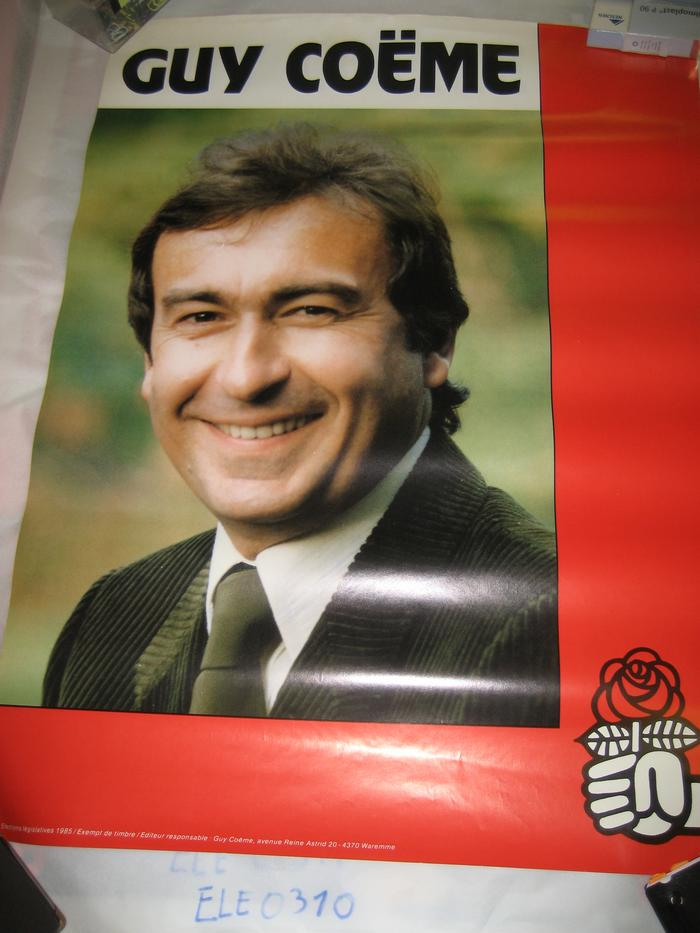 GUY COËME
Elections législatives 1985 / Exempt de timbre / Editeur responsable : Guy Coëme, avenue Reine Astrid 20 - 4370 Waremme
ELE0310